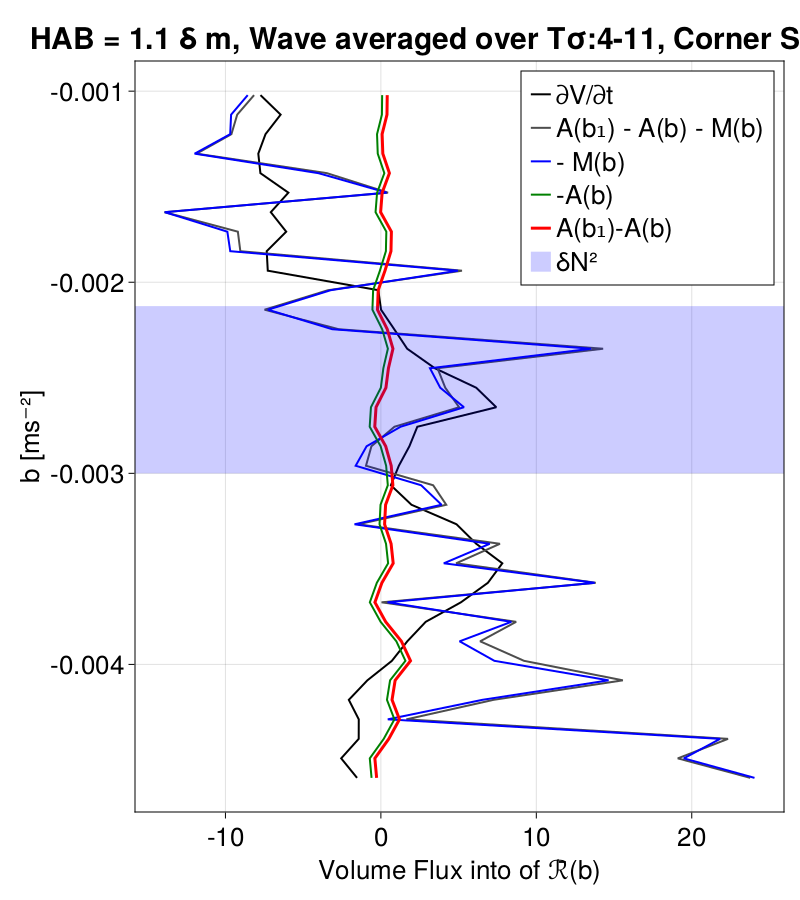 HAB = 1.1 δ m, Wave averaged over Tσ:4-11, Corner S
-0.001
-0.002
-0.003
-0.004
b [ms⁻²]
∂V/∂t
A(b₁) - A(b) - M(b)
- M(b)
-A(b)
A(b₁)-A(b)
δN²
-10 0 10 20
Volume Flux into of ℛ(b)